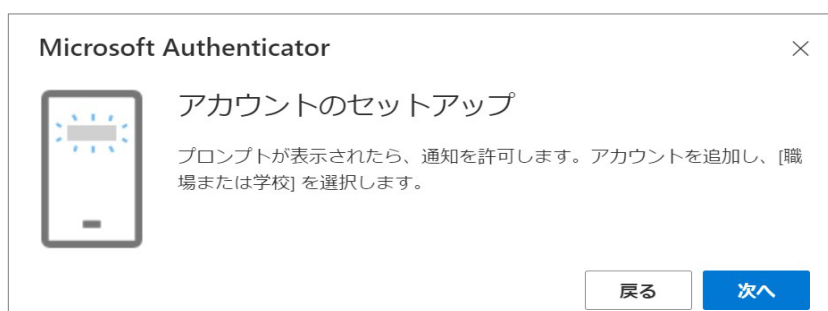 Microsoft Authenticator
アカウントのセットアップ
プロンプトが表示されたら、通知を許可します。アカウントを追加し、[職
場または学校] を選択します。
戻る 次へ